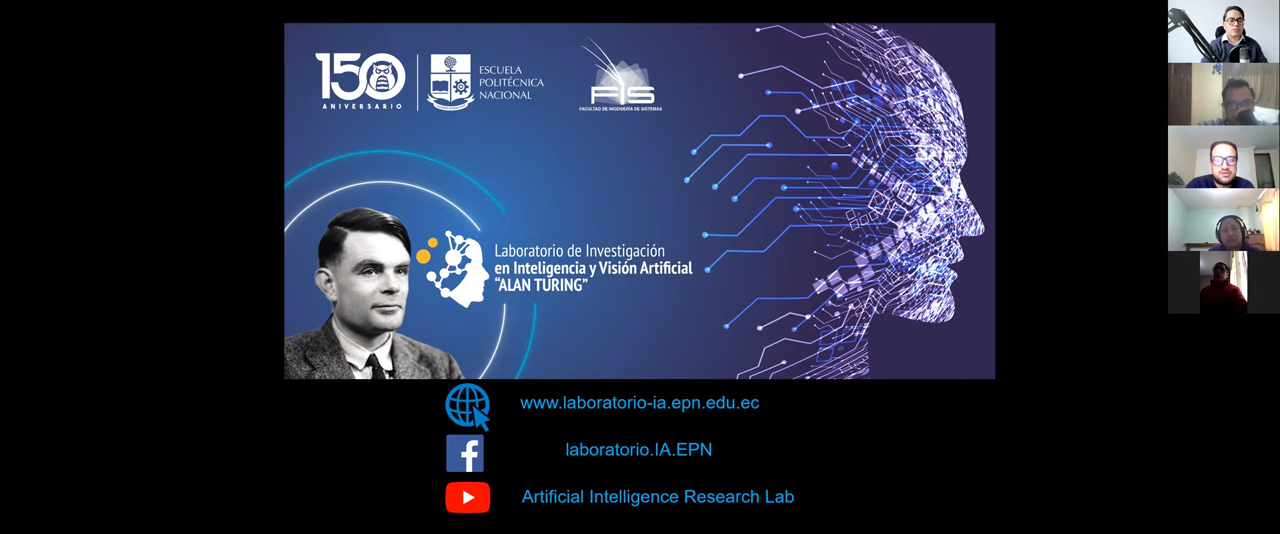 150
ANIVERSARIO
ESCUELA
POLITÉCNICA
NACIONAL
FIS
FACULTAD DE INGENIERÍA DE SISTEMAS
Laboratorio de Investigación
en Inteligencia y Visión Artificial
“ALAN TURING”
www.laboratorio-ia.epn.edu.ec
laboratorio.IA.EPN
Artificial Intelligence Research Lab